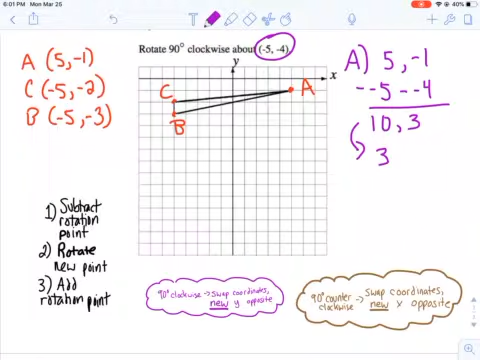 6:01 PM Mon Mar 25
40%
Rotate 90° clockwise about (-5, -4)
A (5, -1)
C (-5, -2)
B (-5, -3)
y
x
C
A
B
A) 5, -1
--5 --4
10, 3
3
1) Subtract
rotation
point
2) Rotate
new point
3) Add
rotation point
90° clockwise → swap coordinates,
new y opposite
90° counter clockwise → swap coordinates,
new x opposite